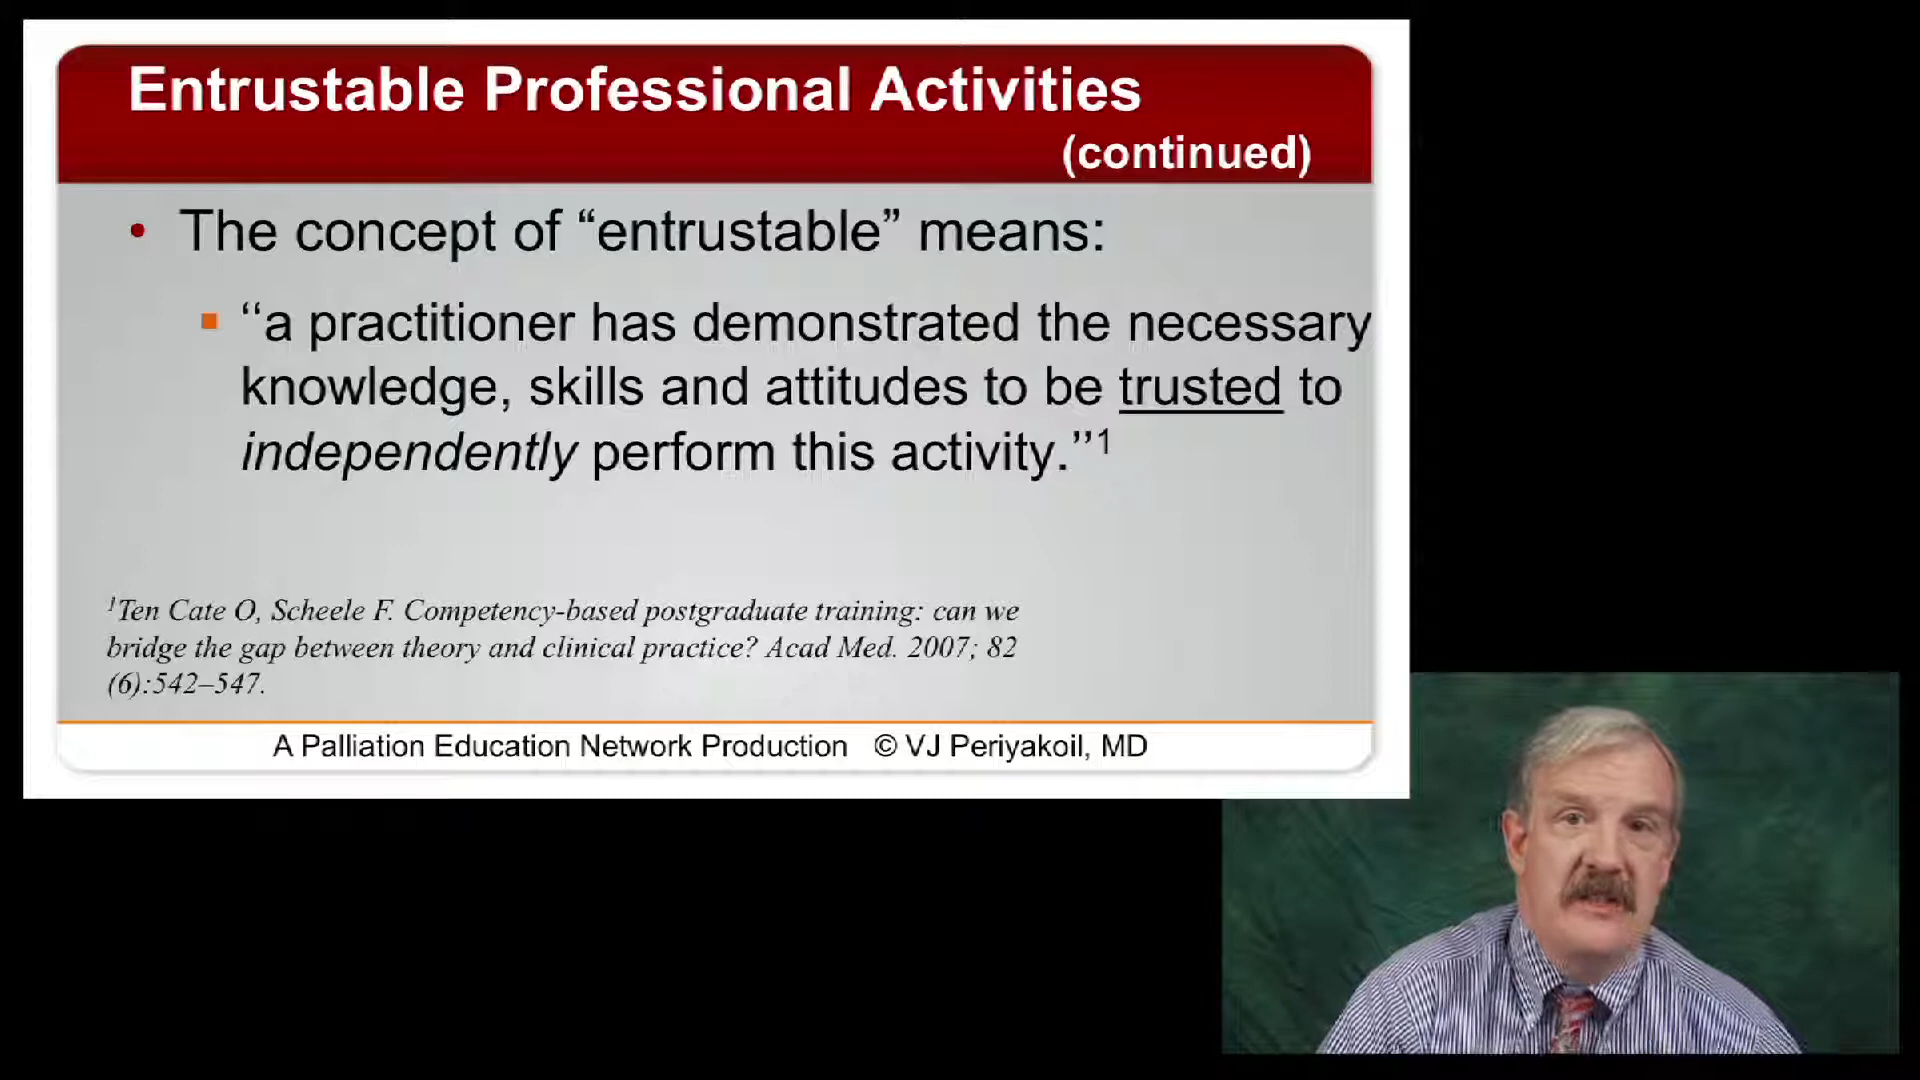 Entrustable Professional Activities
(continued)
• The concept of “entrustable” means:
▪ ‘‘a practitioner has demonstrated the necessary
knowledge, skills and attitudes to be trusted to
independently perform this activity.’’1
1Ten Cate O, Scheele F. Competency-based postgraduate training: can we
bridge the gap between theory and clinical practice? Acad Med. 2007; 82
(6):542–547.
A Palliation Education Network Production © VJ Periyakoil, MD